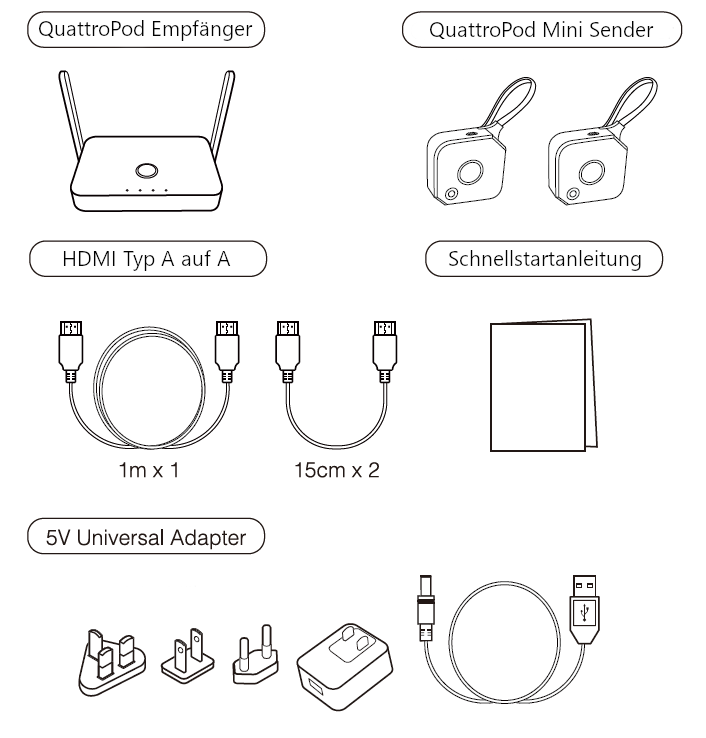 QuattroPod Empfänger
QuattroPod Mini Sender
HDMI Typ A auf A
Schnellstartanleitung
1m x 1
15cm x 2
5V Universal Adapter